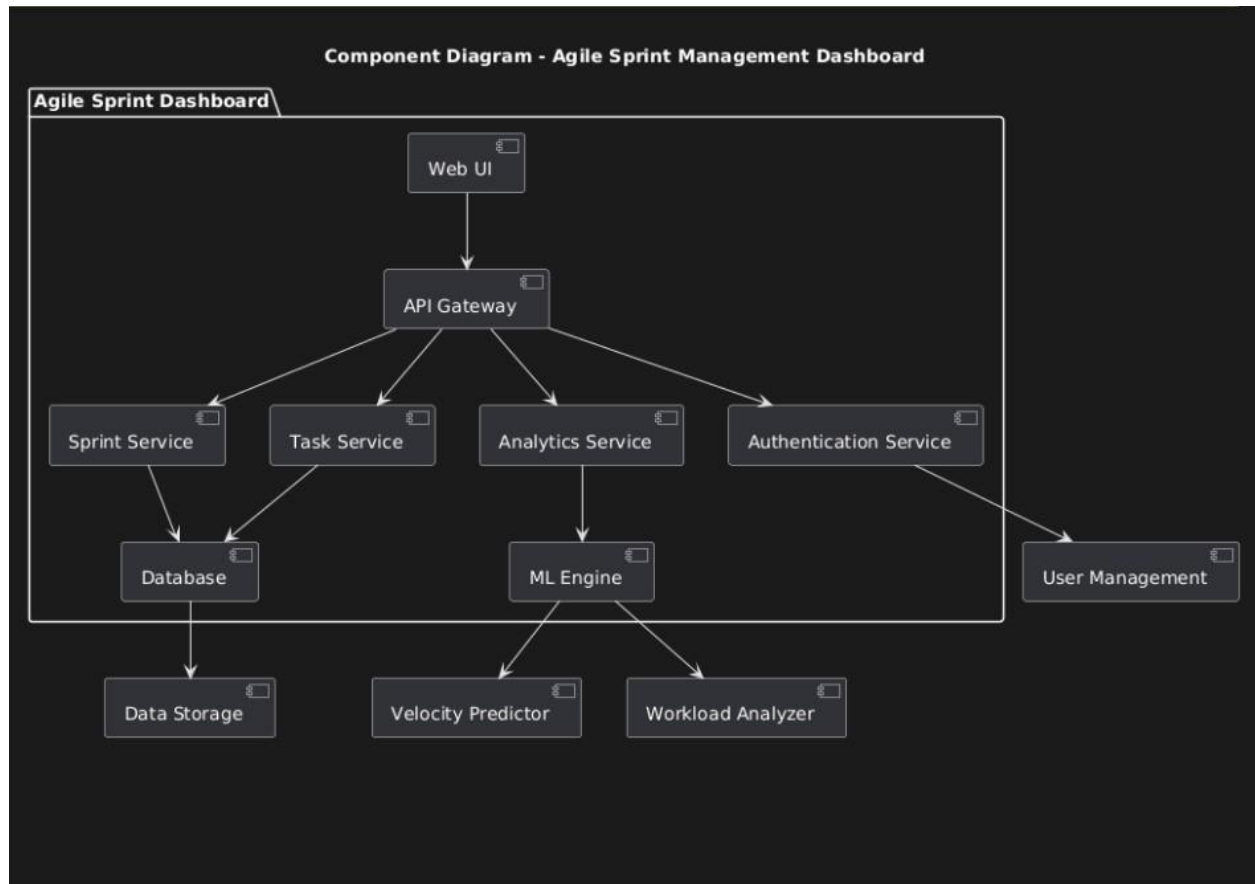 Component Diagram - Agile Sprint Management Dashboard
Agile Sprint Dashboard
Web UI
API Gateway
Sprint Service
Task Service
Analytics Service
Authentication Service
Database
ML Engine
User Management
Data Storage
Velocity Predictor
Workload Analyzer